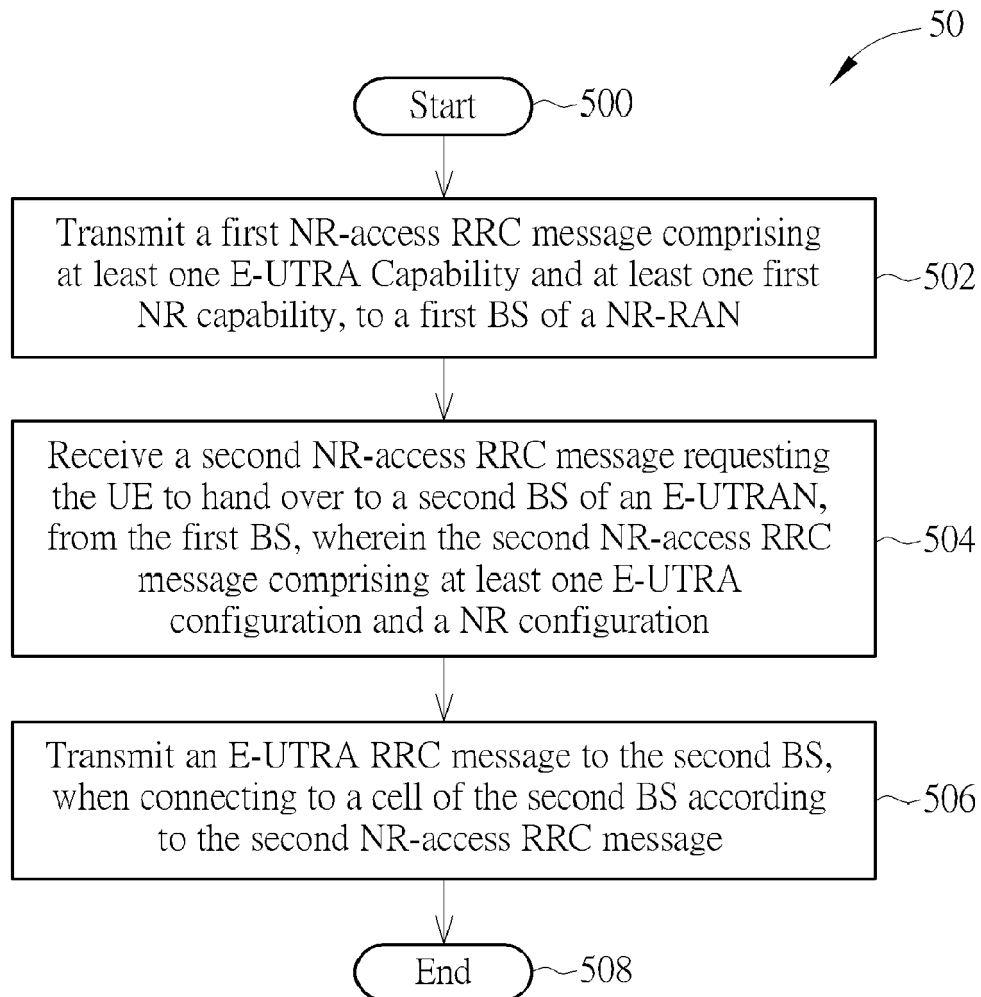 50
Start
500
Transmit a first NR-access RRC message comprising
at least one E-UTRA Capability and at least one first
NR capability, to a first BS of a NR-RAN
502
Receive a second NR-access RRC message requesting
the UE to hand over to a second BS of an E-UTRAN,
from the first BS, wherein the second NR-access RRC
message comprising at least one E-UTRA
configuration and a NR configuration
504
Transmit an E-UTRA RRC message to the second BS,
when connecting to a cell of the second BS according
to the second NR-access RRC message
506
End
508